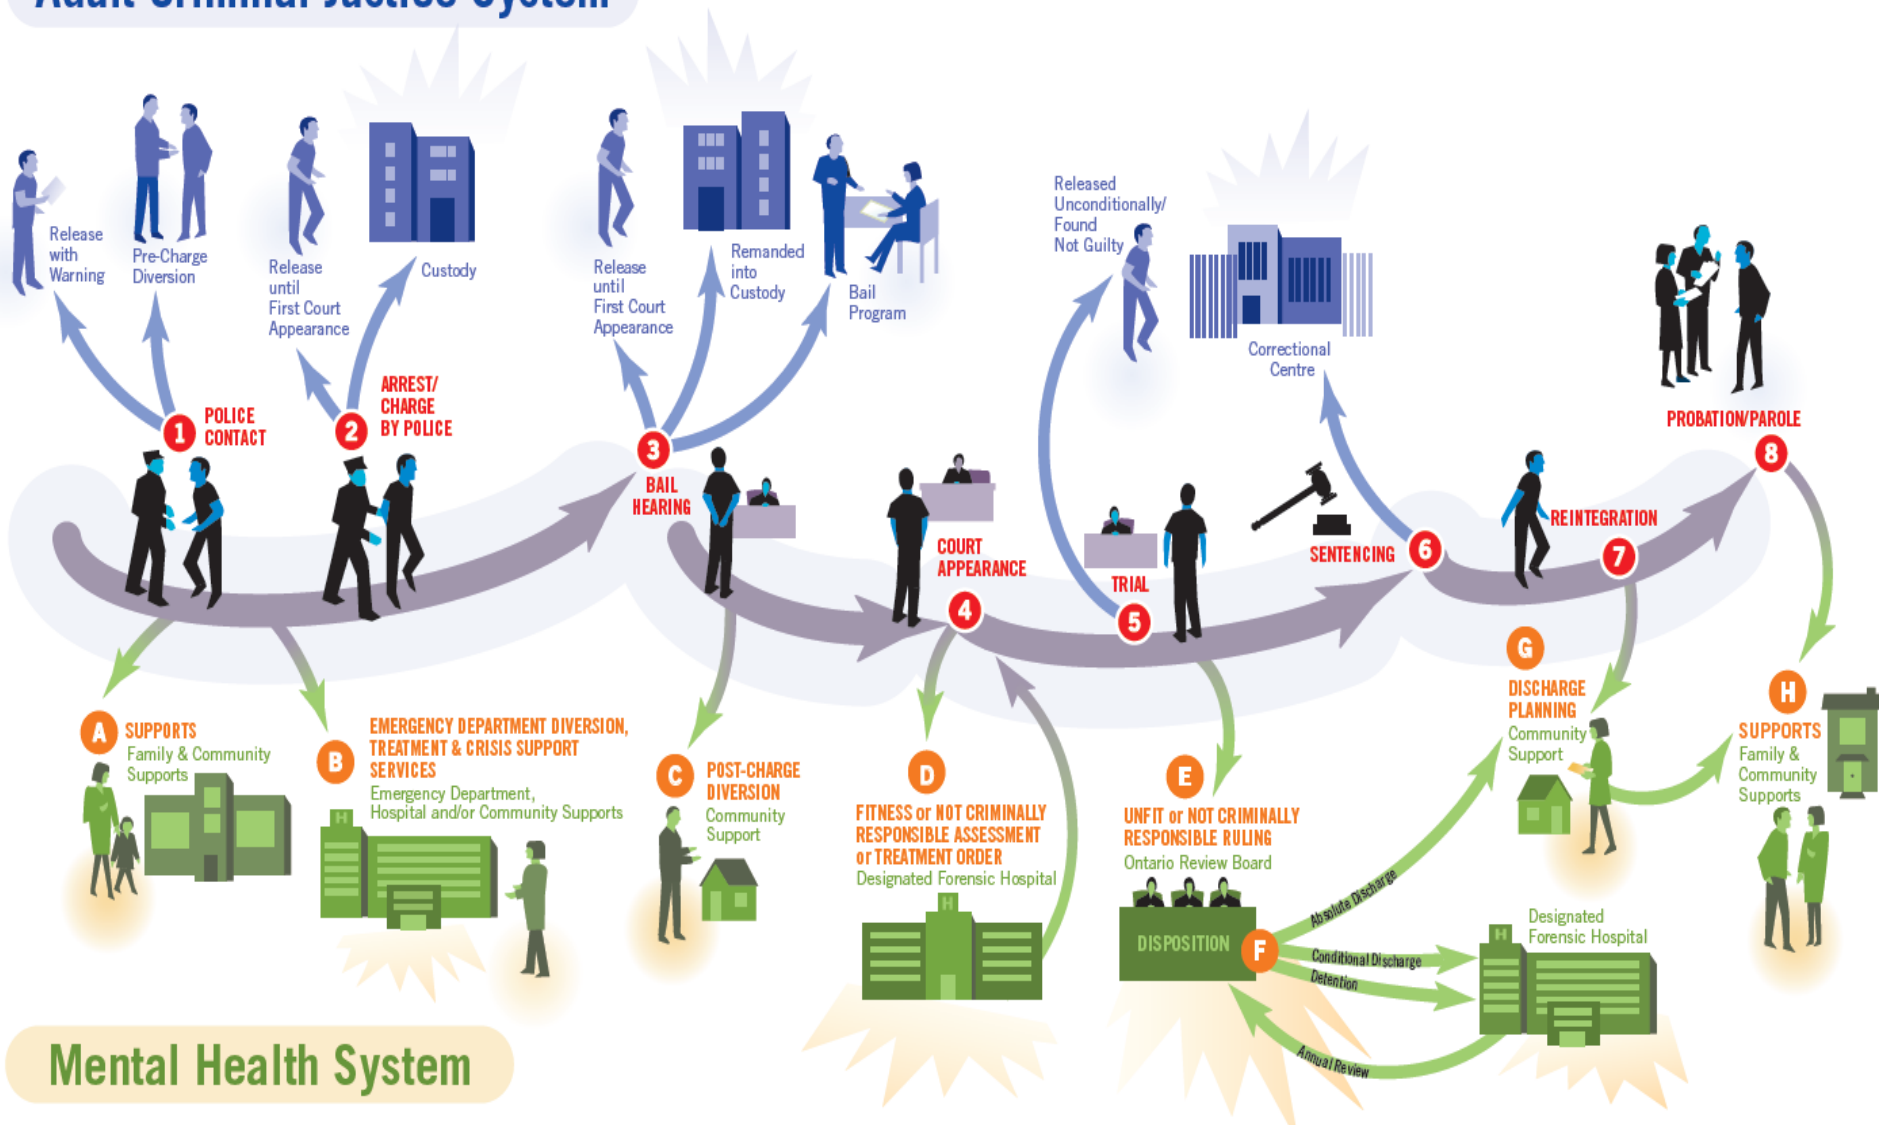 Adult Criminal Justice System
Release
with
Warning
Pre-Charge
Diversion
Release
until
First Court
Appearance
Custody
Release
until
First Court
Appearance
Remanded
into
Custody
Bail
Program
Released
Unconditionally/
Found
Not Guilty
Correctional
Centre
1
POLICE
CONTACT
2
ARREST/
CHARGE
BY POLICE
3
BAIL
HEARING
COURT
APPEARANCE
4
TRIAL
5
SENTENCING
6
REINTEGRATION
7
PROBATION/PAROLE
8
A
SUPPORTS
Family & Community
Supports
B
EMERGENCY DEPARTMENT DIVERSION,
TREATMENT & CRISIS SUPPORT
SERVICES
Emergency Department,
Hospital and/or Community Supports
H
C
POST-CHARGE
DIVERSION
Community
Support
D
FITNESS or NOT CRIMINALLY
RESPONSIBLE ASSESSMENT
or TREATMENT ORDER
Designated Forensic Hospital
H
E
UNFIT or NOT CRIMINALLY
RESPONSIBLE RULING
Ontario Review Board
DISPOSITION
F
Absolute Discharge
Conditional Discharge
Detention
Annual Review
G
DISCHARGE
PLANNING
Community
Support
Designated
Forensic Hospital
H
H
SUPPORTS
Family &
Community
Supports
Mental Health System